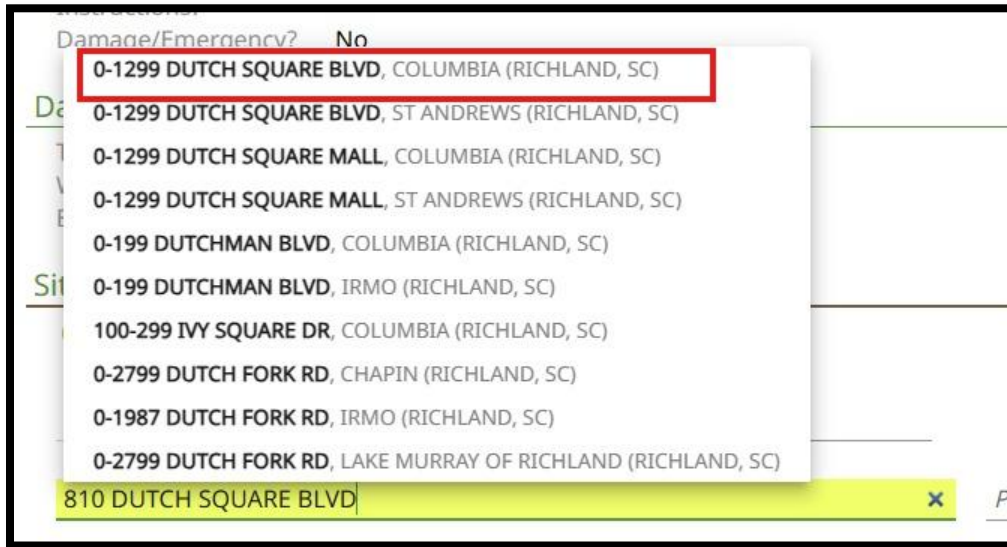 Damage/Emergency? No
0-1299 DUTCH SQUARE BLVD, COLUMBIA (RICHLAND, SC)
0-1299 DUTCH SQUARE BLVD, ST ANDREWS (RICHLAND, SC)
0-1299 DUTCH SQUARE MALL, COLUMBIA (RICHLAND, SC)
0-1299 DUTCH SQUARE MALL, ST ANDREWS (RICHLAND, SC)
0-199 DUTCHMAN BLVD, COLUMBIA (RICHLAND, SC)
0-199 DUTCHMAN BLVD, IRMO (RICHLAND, SC)
100-299 IVY SQUARE DR, COLUMBIA (RICHLAND, SC)
0-2799 DUTCH FORK RD, CHAPIN (RICHLAND, SC)
0-1987 DUTCH FORK RD, IRMO (RICHLAND, SC)
0-2799 DUTCH FORK RD, LAKE MURRAY OF RICHLAND (RICHLAND, SC)
810 DUTCH SQUARE BLVD